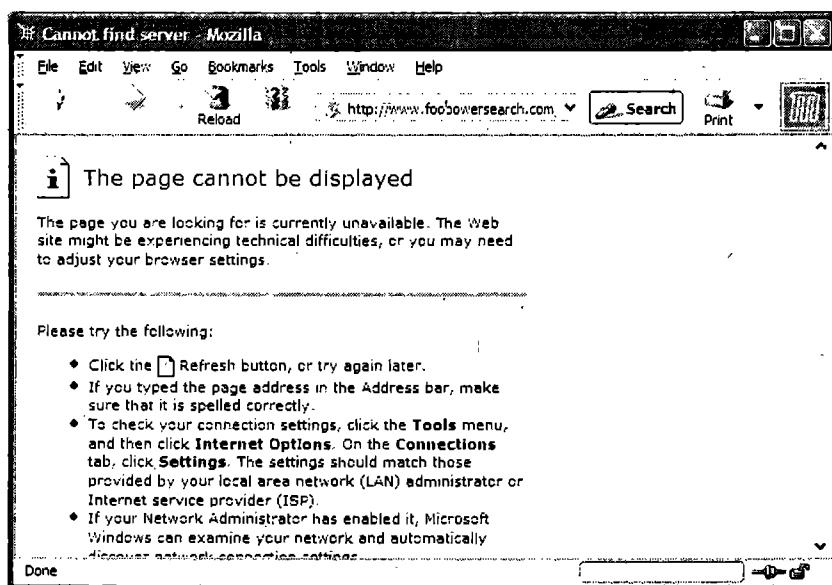 Cannot find server - Mozilla
File Edit View Go Bookmarks Tools Window Help
Reload http://www.foobowersearch.com Search Print
The page cannot be displayed
The page you are looking for is currently unavailable. The Web
site might be experiencing technical difficulties, or you may need
to adjust your browser settings.
Please try the following:
Click the Refresh button, or try again later.
If you typed the page address in the Address bar, make
sure that it is spelled correctly.
To check your connection settings, click the Tools menu,
and then click Internet Options. On the Connections
tab, click Settings. The settings should match those
provided by your local area network (LAN) administrator or
Internet service provider (ISP).
If your Network Administrator has enabled it, Microsoft
Windows can examine your network and automatically
discover network connection settings.
Done